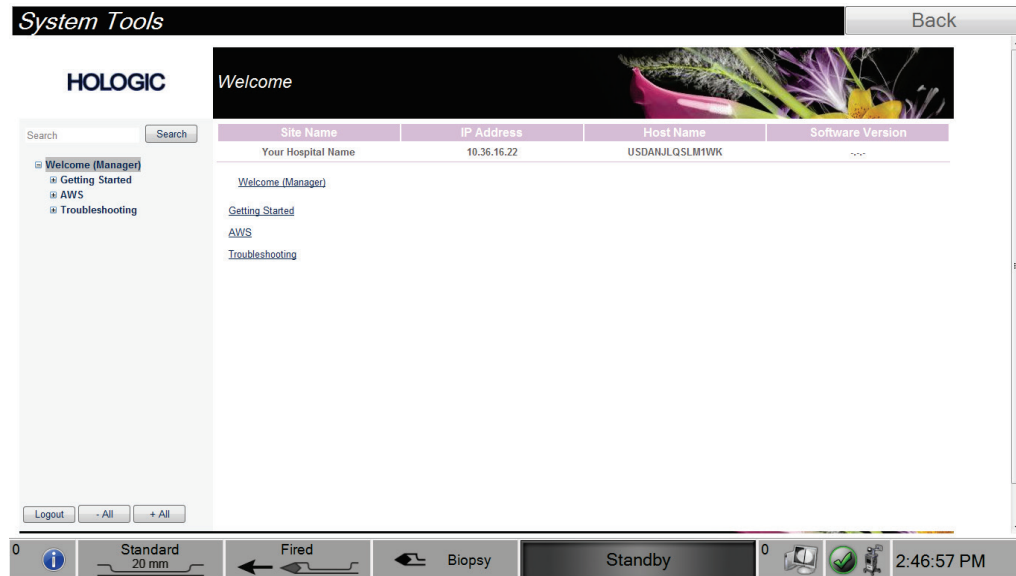 System Tools
Back
HOLOGIC
Welcome
Search
Search
Site Name
IP Address
Host Name
Software Version
Your Hospital Name
10.36.16.22
USDANJLQSLM1WK
-.-.-
Welcome (Manager)
Getting Started
AWS
Troubleshooting
Welcome (Manager)
Getting Started
AWS
Troubleshooting
Logout
- All
+ All
0
Standard
20 mm
Fired
Biopsy
Standby
0
2:46:57 PM